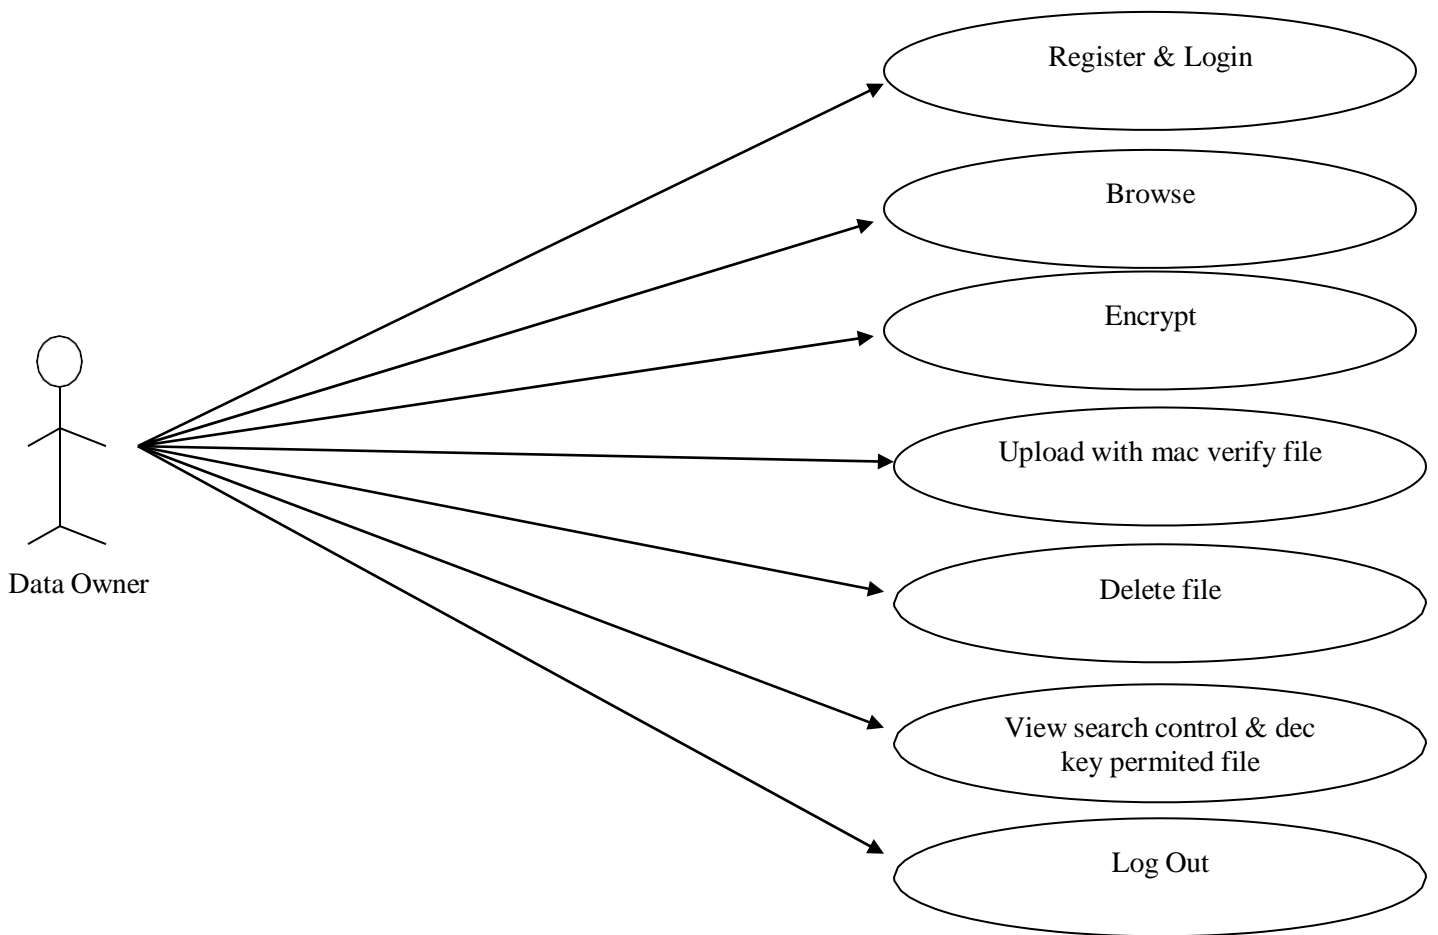 Register & Login
Browse
Encrypt
Upload with mac verify file
Data Owner
Delete file
View search control & dec
key permited file
Log Out